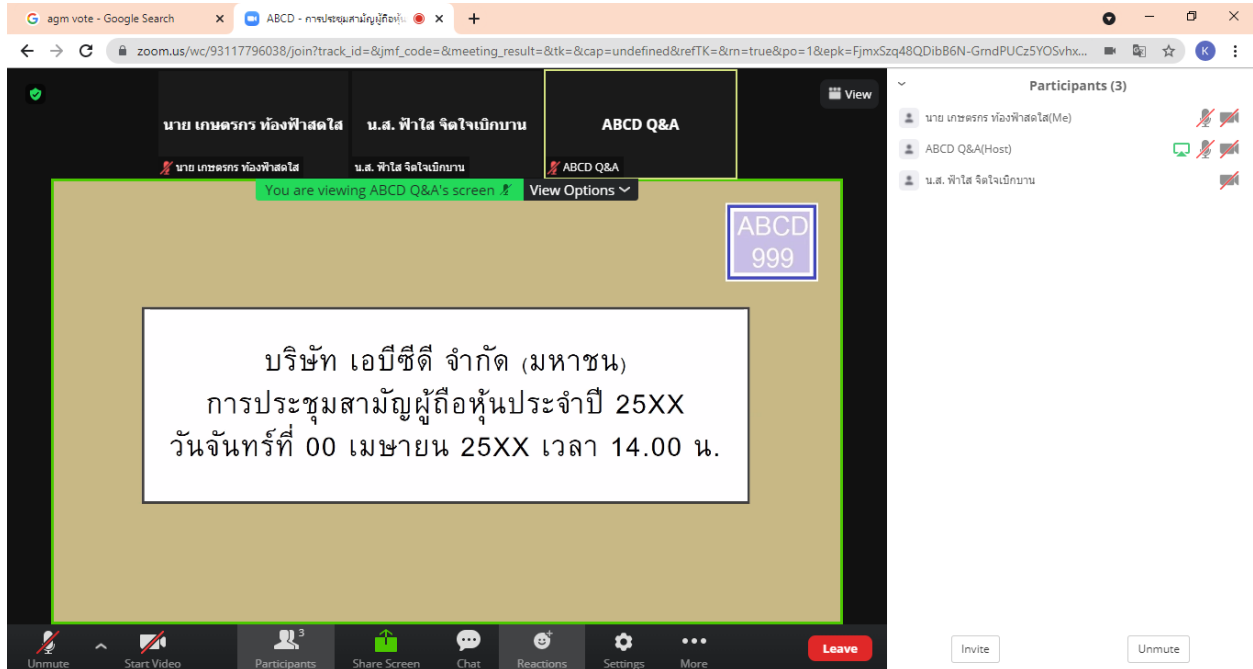 agm vote - Google Search
ABCD - การประชุมสามัญผู้ถือหุ้น
zoom.us/wc/93117796038/join?track_id=&jmf_code=&meeting_result=&tk=&cap=undefined&refTK=&rn=true&po=1&epk=FjmxSzq48QDibB6N-GrndPUCz5YOSvhx...
K
View
นาย เกษตรกร ท้องฟ้าสดใส
น.ส. ฟ้าใส จิตใจเบิกบาน
ABCD Q&A
นาย เกษตรกร ท้องฟ้าสดใส
น.ส. ฟ้าใส จิตใจเบิกบาน
ABCD Q&A
You are viewing ABCD Q&A's screen
View Options
ABCD
999
บริษัท เอบีซีดี จำกัด (มหาชน)
การประชุมสามัญผู้ถือหุ้นประจำปี 25XX
วันจันทร์ที่ 00 เมษายน 25XX เวลา 14.00 น.
Unmute
Start Video
3
Participants
Share Screen
Chat
Reactions
Settings
More
Leave
Participants (3)
นาย เกษตรกร ท้องฟ้าสดใส(Me)
ABCD Q&A(Host)
น.ส. ฟ้าใส จิตใจเบิกบาน
Invite
Unmute